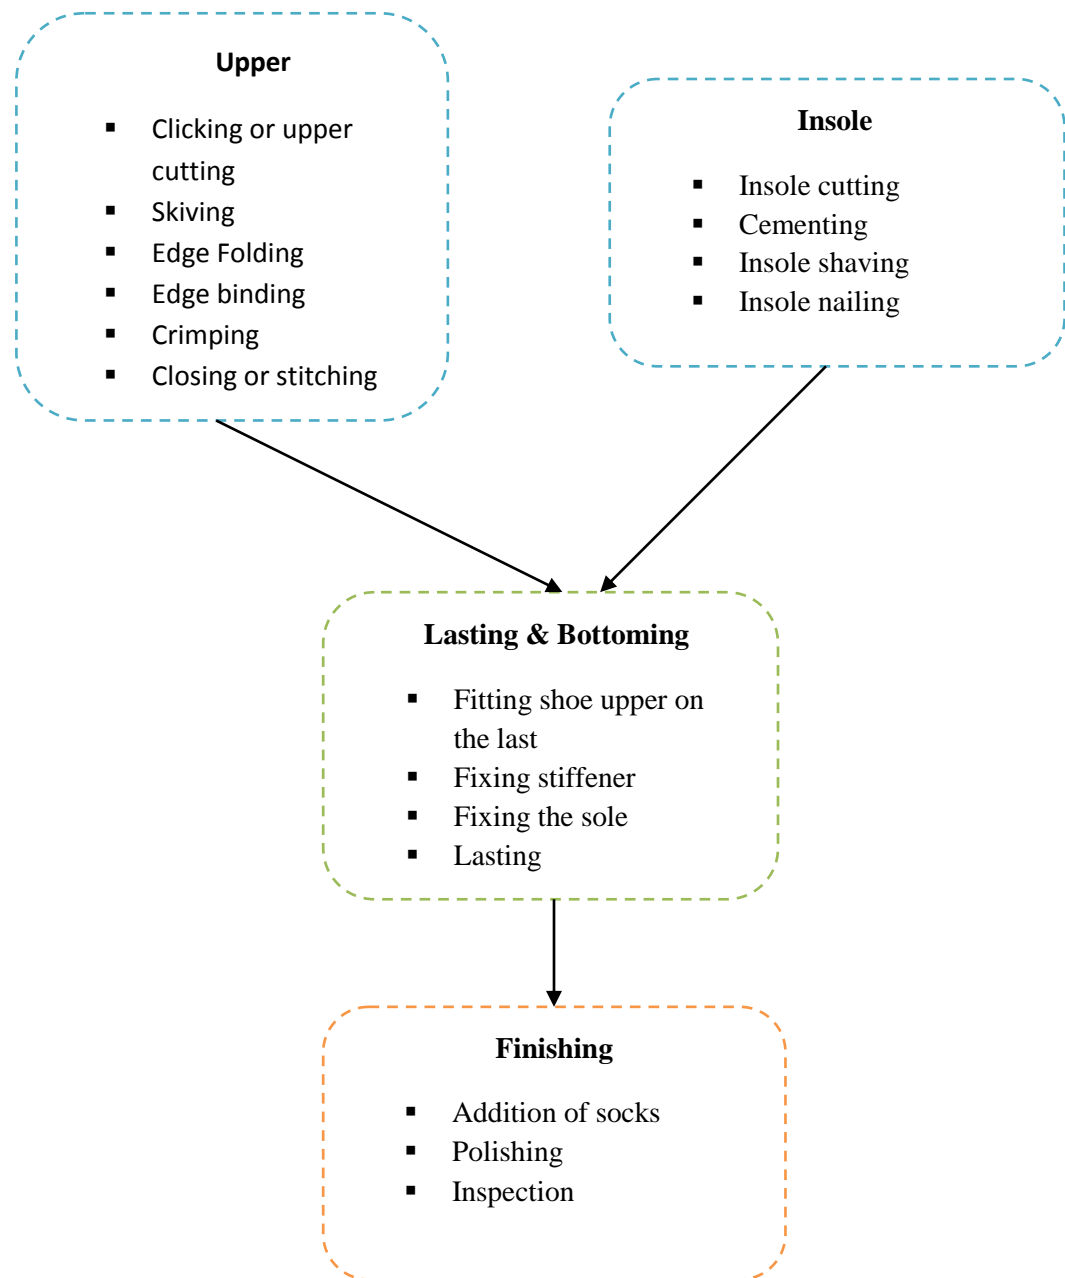 Upper
▪ Clicking or upper
cutting
▪ Skiving
▪ Edge Folding
▪ Edge binding
▪ Crimping
▪ Closing or stitching
Insole
▪ Insole cutting
▪ Cementing
▪ Insole shaving
▪ Insole nailing
Lasting & Bottoming
▪ Fitting shoe upper on
the last
▪ Fixing stiffener
▪ Fixing the sole
▪ Lasting
Finishing
▪ Addition of socks
▪ Polishing
▪ Inspection